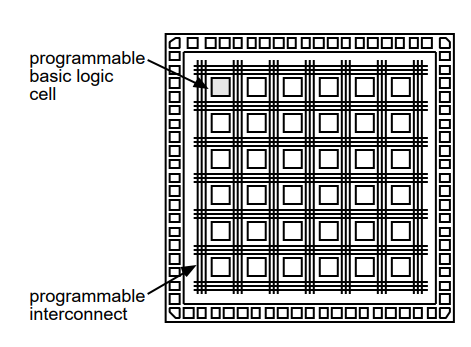 programmable
basic logic
cell
programmable
interconnect